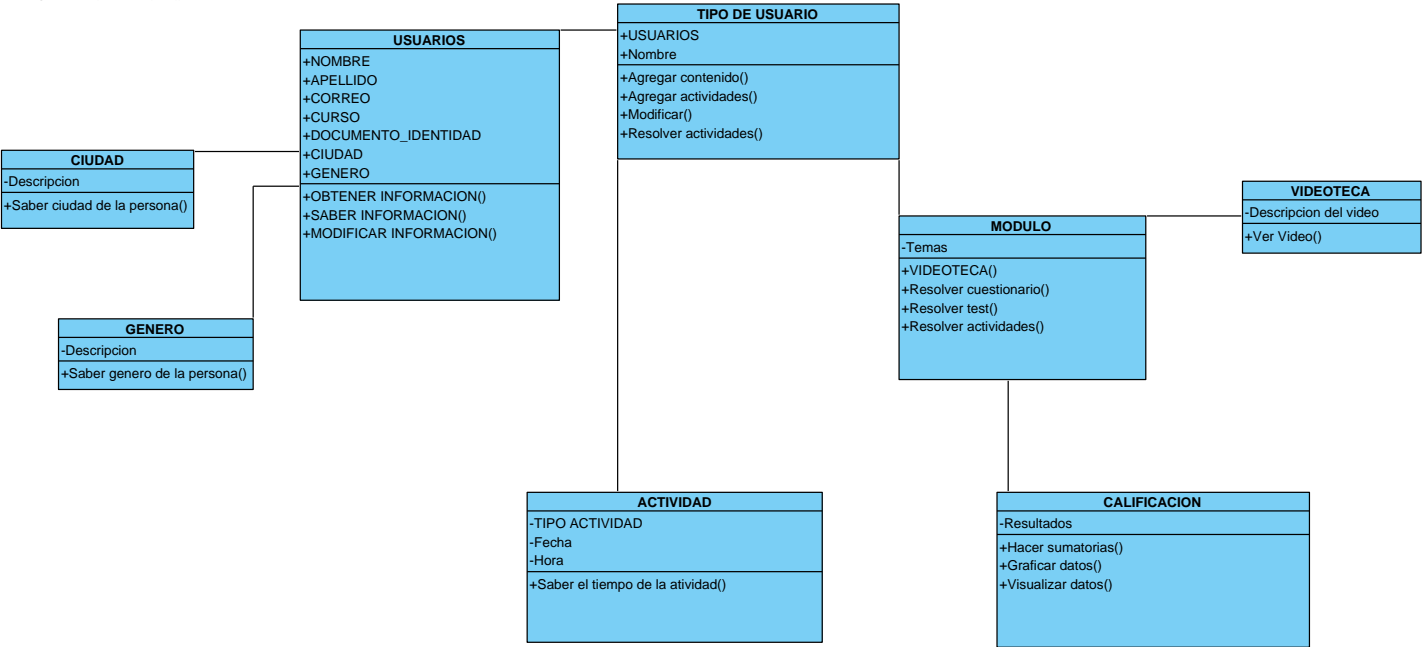 TIPO DE USUARIO
+USUARIOS
+Nombre
+Agregar contenido()
+Agregar actividades()
+Modificar()
+Resolver actividades()
USUARIOS
+NOMBRE
+APELLIDO
+CORREO
+CURSO
+DOCUMENTO_IDENTIDAD
+CIUDAD
+GENERO
+OBTENER INFORMACION()
+SABER INFORMACION()
+MODIFICAR INFORMACION()
CIUDAD
-Descripcion
+Saber ciudad de la persona()
GENERO
-Descripcion
+Saber genero de la persona()
VIDEOTECA
-Descripcion del video
+Ver Video()
MODULO
-Temas
+VIDEOTECA()
+Resolver cuestionario()
+Resolver test()
+Resolver actividades()
ACTIVIDAD
-TIPO ACTIVIDAD
-Fecha
-Hora
+Saber el tiempo de la atividad()
CALIFICACION
-Resultados
+Hacer sumatorias()
+Graficar datos()
+Visualizar datos()